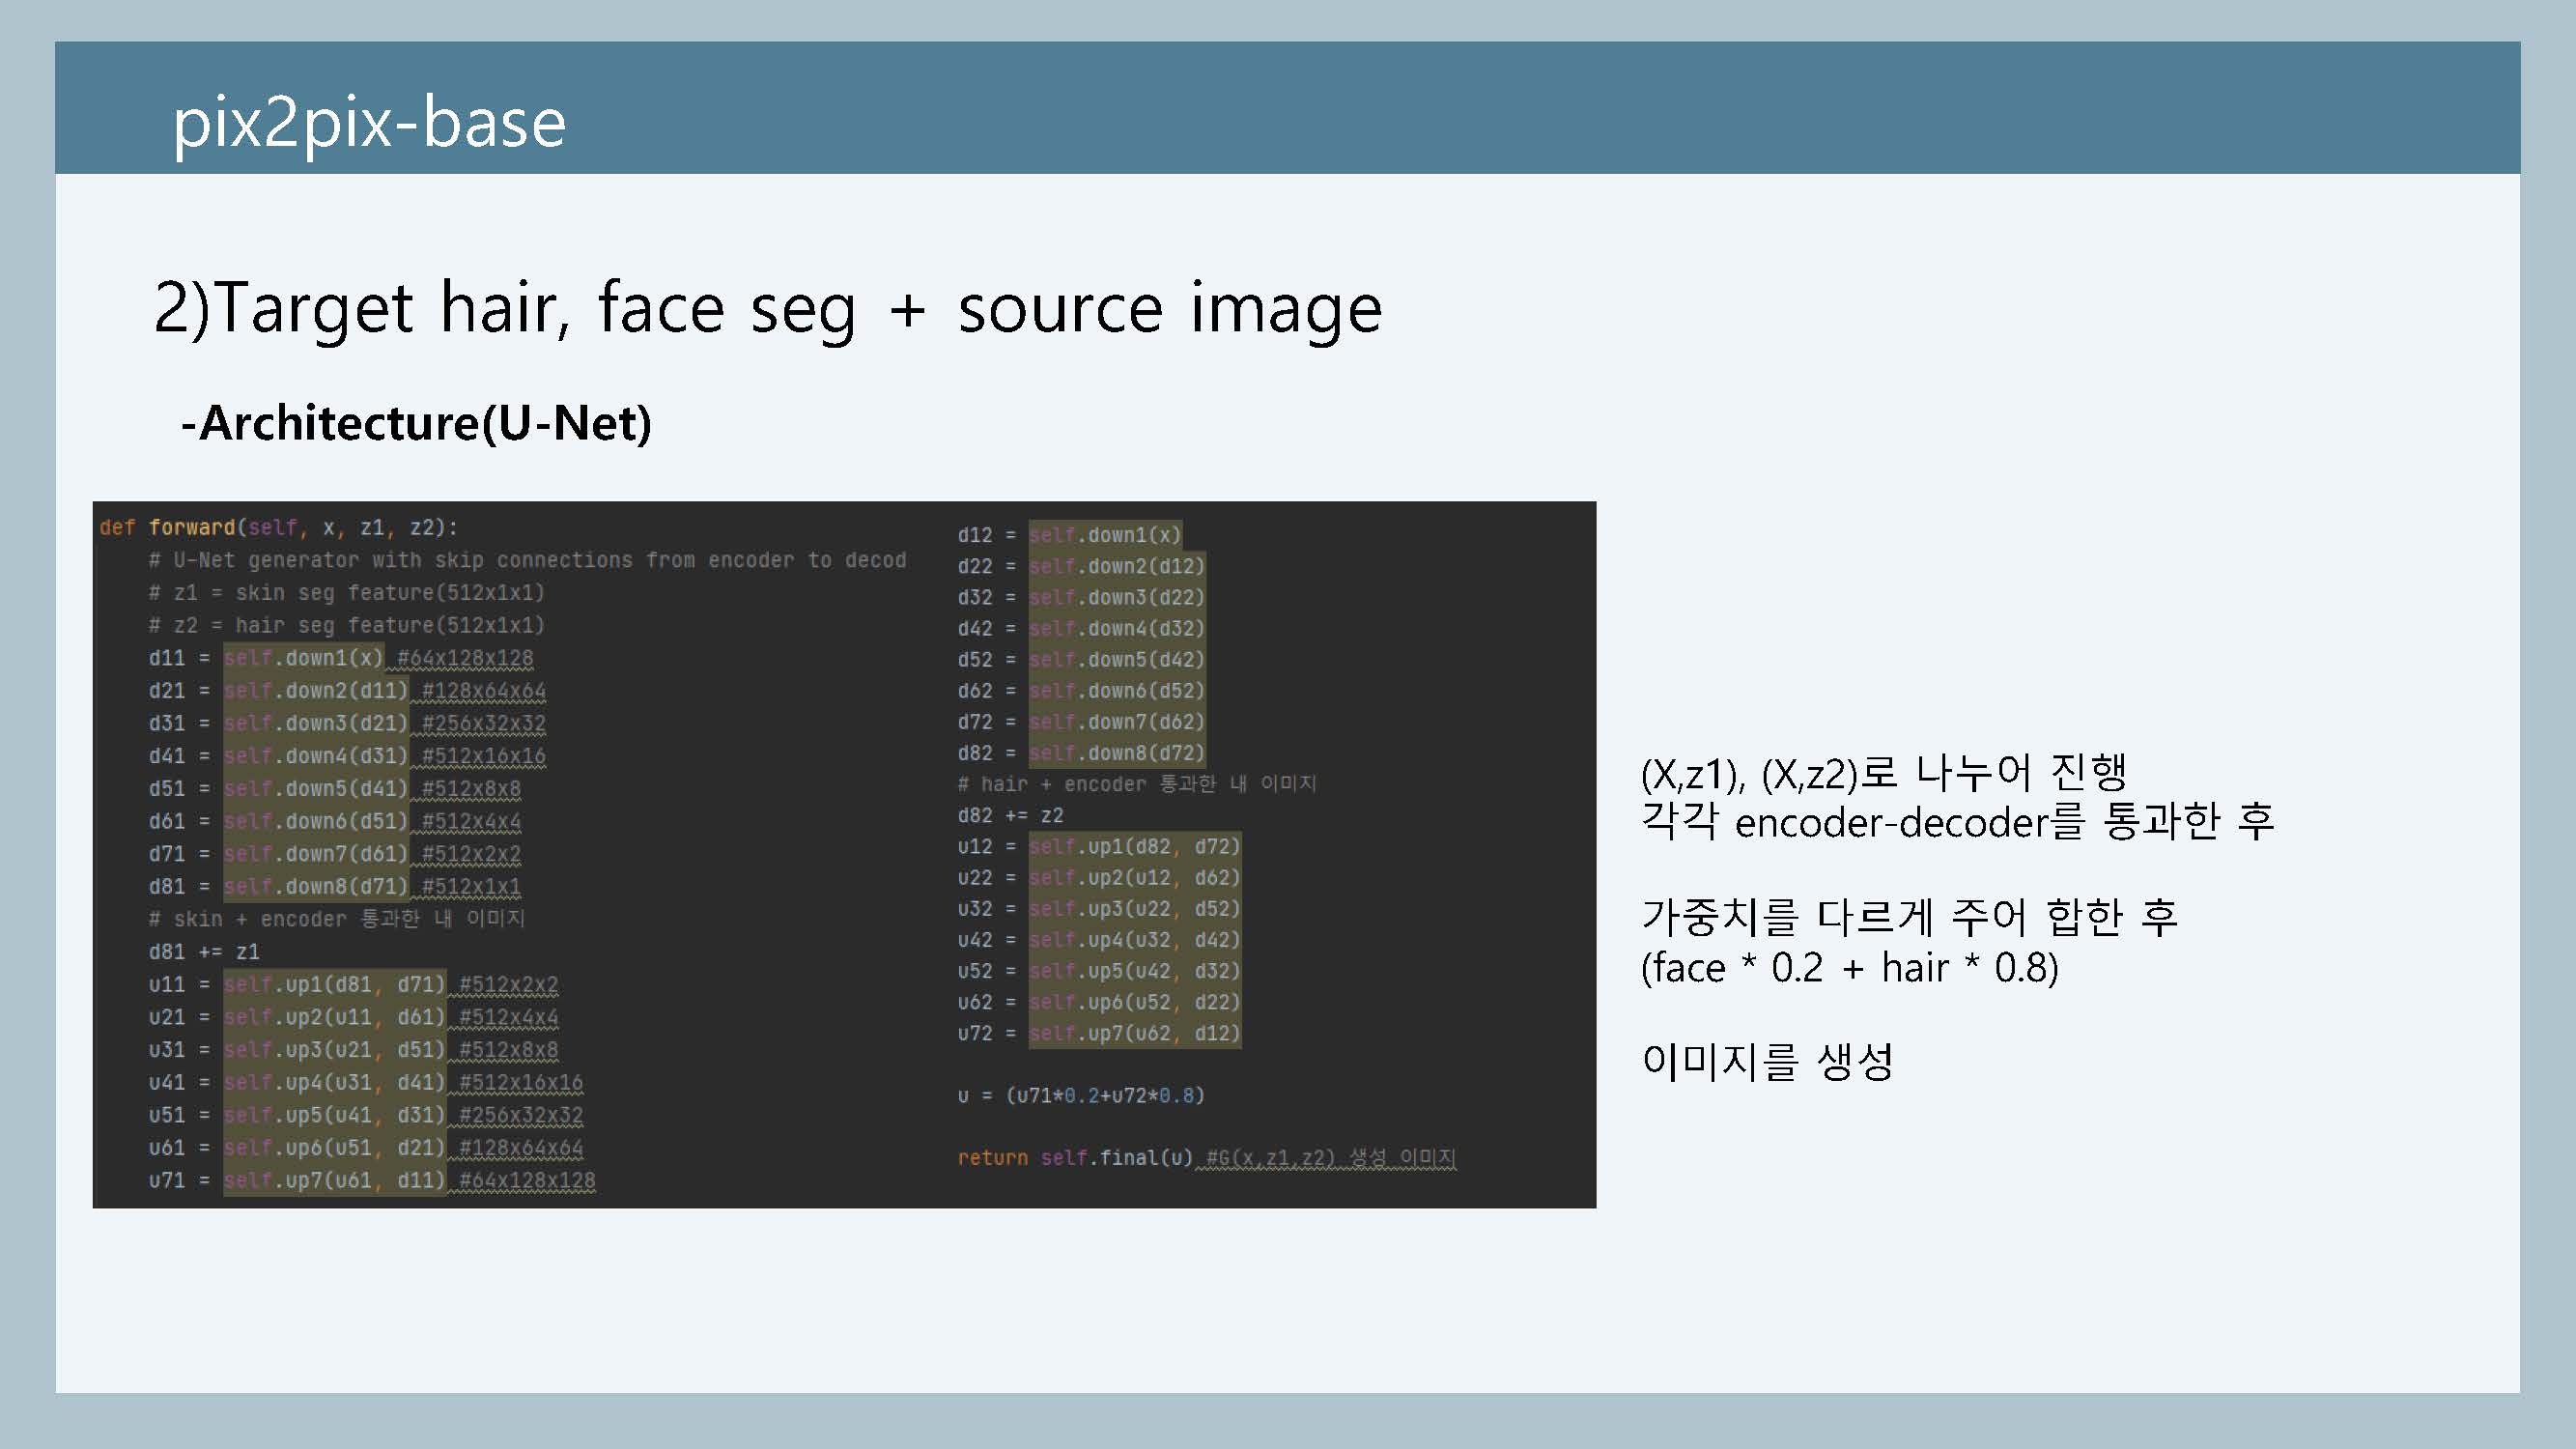 pix2pix-base
2)Target hair, face seg + source image
-Architecture(U-Net)
def forward(self, x, z1, z2):
# U-Net generator with skip connections from encoder to decod
# z1 = skin seg feature(512x1x1)
# z2 = hair seg feature(512x1x1)
d11 = self.down1(x) #64x128x128
d21 = self.down2(d11) #128x64x64
d31 = self.down3(d21) #256x32x32
d41 = self.down4(d31) #512x16x16
d51 = self.down5(d41) #512x8x8
d61 = self.down6(d51) #512x4x4
d71 = self.down7(d61) #512x2x2
d81 = self.down8(d71) #512x1x1
# skin + encoder 통과한 내 이미지
d81 += z1
u11 = self.up1(d81, d71) #512x2x2
u21 = self.up2(u11, d61) #512x4x4
u31 = self.up3(u21, d51) #512x8x8
u41 = self.up4(u31, d41) #512x16x16
u51 = self.up5(u41, d31) #256x32x32
u61 = self.up6(u51, d21) #128x64x64
u71 = self.up7(u61, d11) #64x128x128
d12 = self.down1(x)
d22 = self.down2(d12)
d32 = self.down3(d22)
d42 = self.down4(d32)
d52 = self.down5(d42)
d62 = self.down6(d52)
d72 = self.down7(d62)
d82 = self.down8(d72)
# hair + encoder 통과한 내 이미지
d82 += z2
u12 = self.up1(d82, d72)
u22 = self.up2(u12, d62)
u32 = self.up3(u22, d52)
u42 = self.up4(u32, d42)
u52 = self.up5(u42, d32)
u62 = self.up6(u52, d22)
u72 = self.up7(u62, d12)
u = (u71*0.2+u72*0.8)
return self.final(u) #G(x,z1,z2) 생성 이미지
(X,z1), (X,z2)로 나누어 진행
각각 encoder-decoder를 통과한 후
가중치를 다르게 주어 합한 후
(face * 0.2 + hair * 0.8)
이미지를 생성